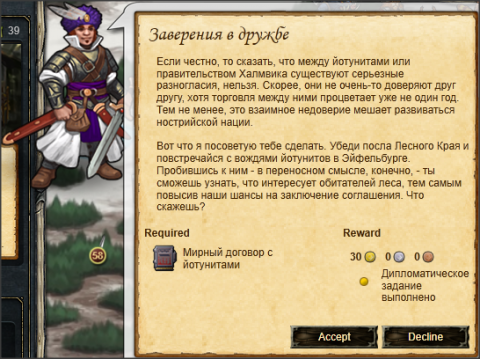 39
Заверения в дружбе
Если честно, то сказать, что между йотунитами или
правительством Халмвика существуют серьезные
разногласия, нельзя. Скорее, они не очень-то доверяют друг
другу, хотя торговля между ними процветает уже не один год.
Тем не менее, это взаимное недоверие мешает развиваться
нострийской нации.
Вот что я посоветую тебе сделать. Убеди посла Лесного Края и
повстречайся с вождями йотунитов в Эйфельбурге.
Пробившись к ним - в переносном смысле, конечно, - ты
сможешь узнать, что интересует обитателей леса, тем самым
повысив наши шансы на заключение соглашения. Что
скажешь?
Required
Мирный договор с
йотунитами
Reward
30 0 0
Дипломатическое
задание
выполнено
58
Accept
Decline